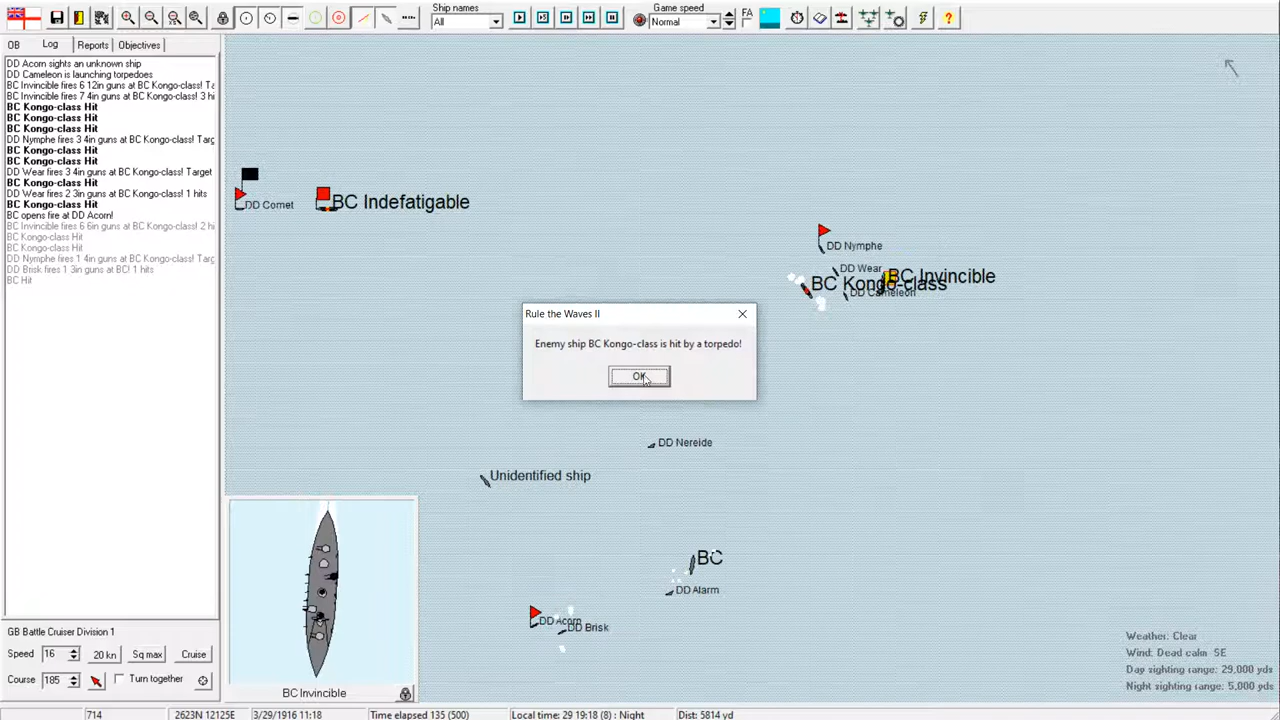 Ship names
All
Game speed
Normal
FA
?
OB
Log
Reports
Objectives
DD Acorn sights an unknown ship
DD Cameleon is launching torpedoes
BC Invincible fires 6 12in guns at BC Kongo-class! Ta
BC Invincible fires 7 4in guns at BC Kongo-class! 3 hi
BC Kongo-class Hit
BC Kongo-class Hit
BC Kongo-class Hit
DD Nymphe fires 3 4in guns at BC Kongo-class! Targ
BC Kongo-class Hit
BC Kongo-class Hit
DD Wear fires 3 4in guns at BC Kongo-class! Target
BC Kongo-class Hit
DD Wear fires 2 3in guns at BC Kongo-class! 1 hits
BC Kongo-class Hit
BC opens fire at DD Acorn!
BC Invincible fires 6 6in guns at BC Kongo-class! 2 hi
BC Kongo-class Hit
BC Kongo-class Hit
DD Nymphe fires 1 4in guns at BC Kongo-class! Targ
DD Brisk fires 1 3in guns at BC! 1 hits
BC Hit
DD Comet
BC Indefatigable
DD Nymphe
DD Wear
BC Invincible
BC Kongo-class
DD Cameleon
Rule the Waves II
Enemy ship BC Kongo-class is hit by a torpedo!
OK
DD Nereide
Unidentified ship
BC
DD Alarm
DD Acorn
DD Brisk
BC Invincible
GB Battle Cruiser Division 1
Speed
16
20 kn
Sq max
Cruise
Course
185
Turn together
Weather: Clear
Wind: Dead calm SE
Day sighting range: 29,000 yds
Night sighting range: 5,000 yds
714
2623N 12125E
3/29/1916 11:18
Time elapsed 135 (500)
Local time: 29 19:18 (8) : Night
Dist: 5814 yd